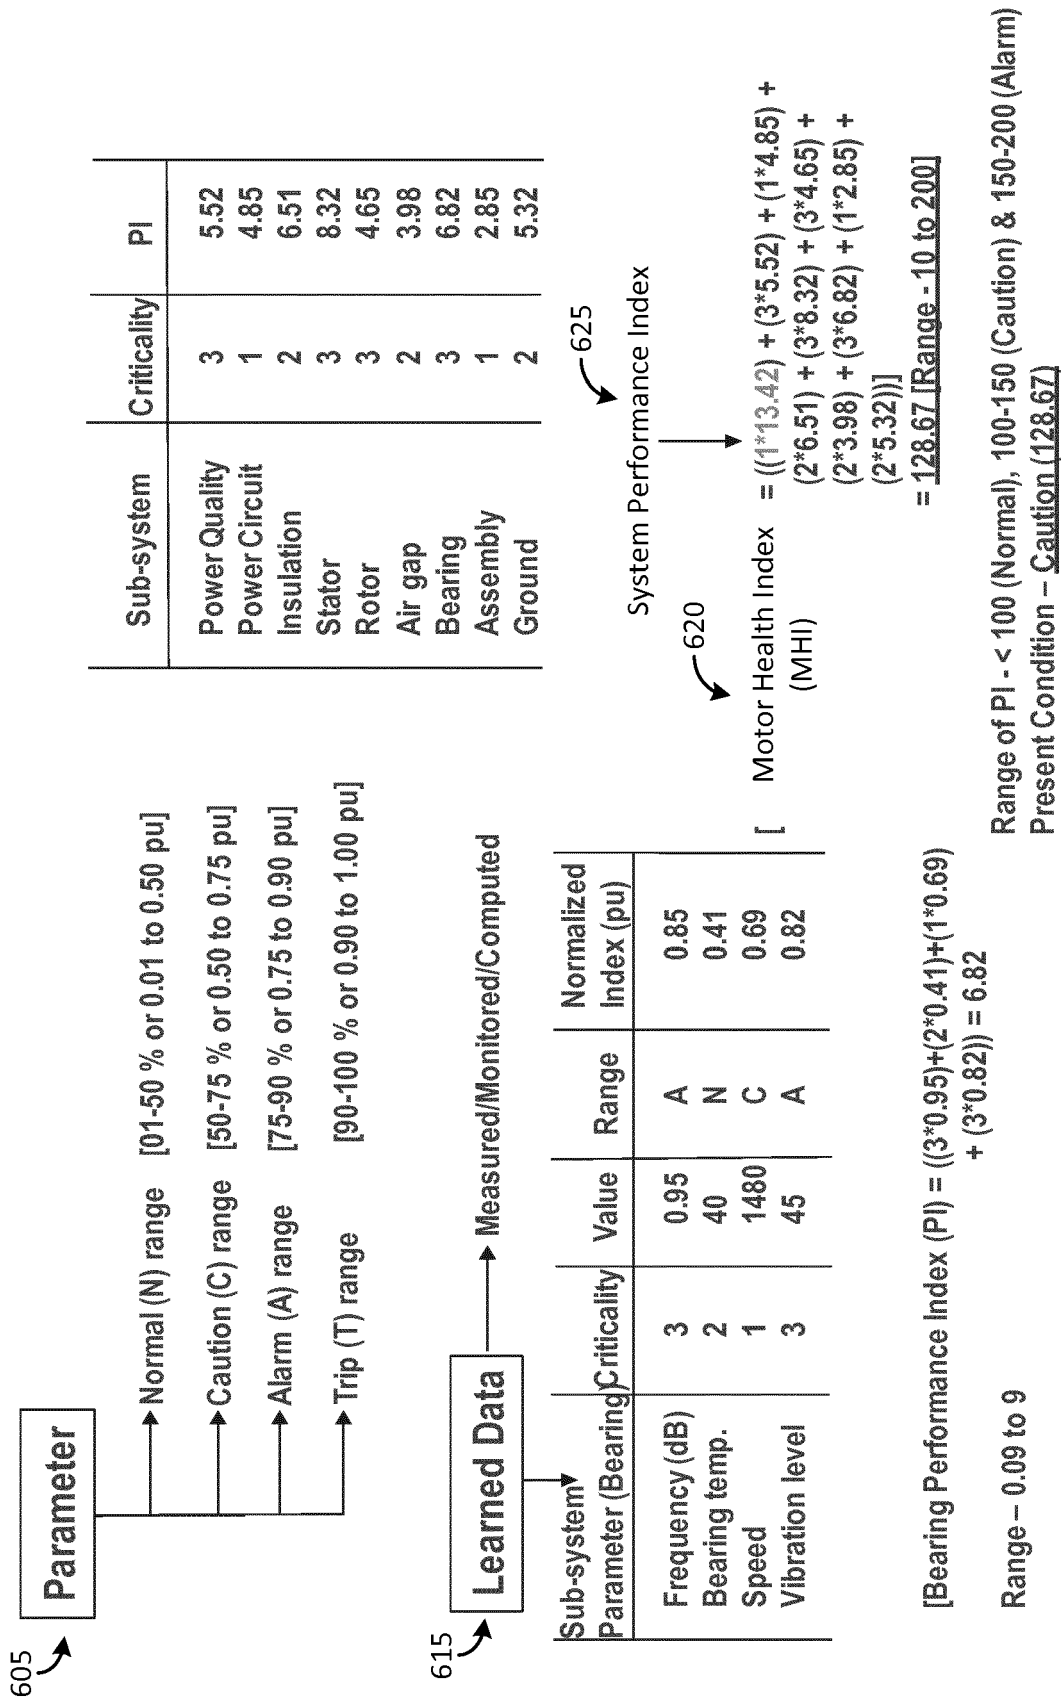 605
Parameter
Normal (N) range [01-50 % or 0.01 to 0.50 pu]
Caution (C) range [50-75 % or 0.50 to 0.75 pu]
Alarm (A) range [75-90 % or 0.75 to 0.90 pu]
Trip (T) range [90-100 % or 0.90 to 1.00 pu]
615
Learned Data
Measured/Monitored/Computed
Sub-system
Parameter (Bearing) Criticality Value Range Normalized
Index (pu)
Frequency (dB) 3 0.95 A 0.85
Bearing temp. 2 40 N 0.41
Speed 1 1480 C 0.69
Vibration level 3 45 A 0.82
[Bearing Performance Index (PI) = ((3*0.95)+(2*0.41)+(1*0.69)
+ (3*0.82)) = 6.82
Range – 0.09 to 9
Sub-system Criticality PI
Power Quality 3 5.52
Power Circuit 1 4.85
Insulation 2 6.51
Stator 3 8.32
Rotor 3 4.65
Air gap 2 3.98
Bearing 3 6.82
Assembly 1 2.85
Ground 2 5.32
625
System Performance Index
620
[ Motor Health Index = ((1*13.42) + (3*5.52) + (1*4.85) +
(MHI) (2*6.51) + (3*8.32) + (3*4.65) +
(2*3.98) + (3*6.82) + (1*2.85) +
(2*5.32))]
= 128.67 [Range - 10 to 200]
Range of PI - < 100 (Normal), 100-150 (Caution) & 150-200 (Alarm)
Present Condition – Caution (128.67)